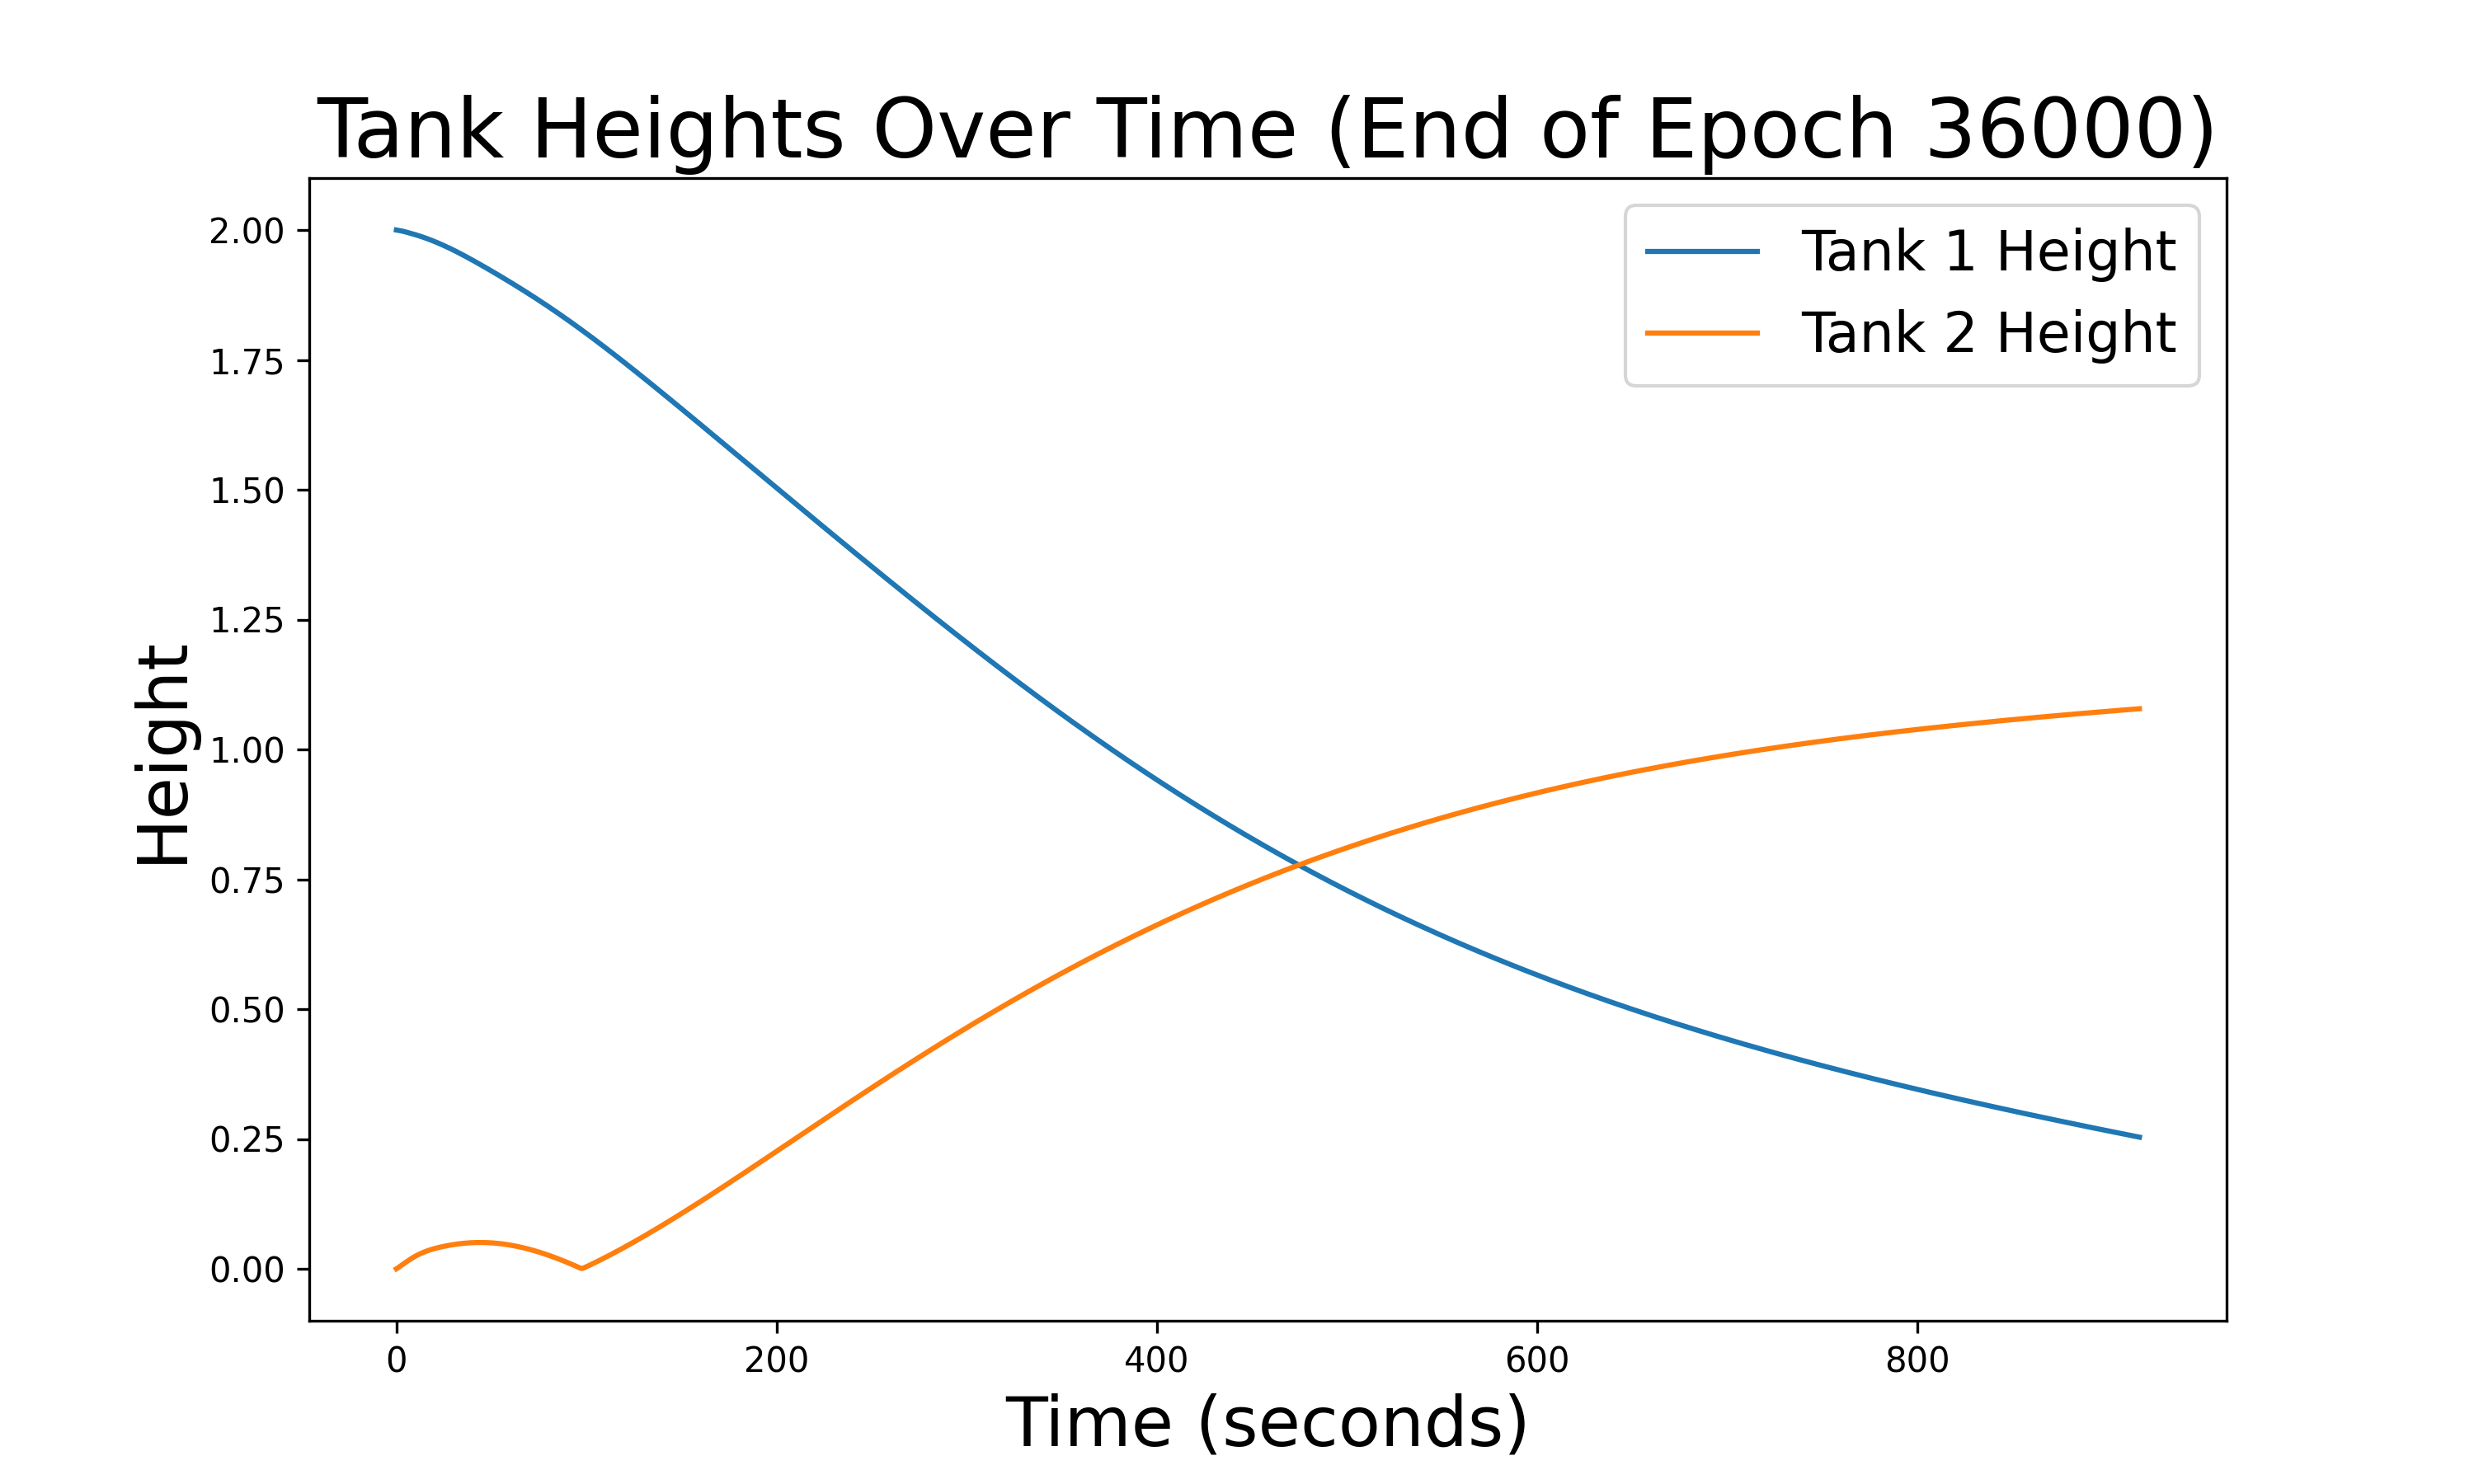 Tank Heights Over Time (End of Epoch 36000)
Tank 1 Height
Tank 2 Height
Height
2.00
1.75
1.50
1.25
1.00
0.75
0.50
0.25
0.00
0 200 400 600 800
Time (seconds)